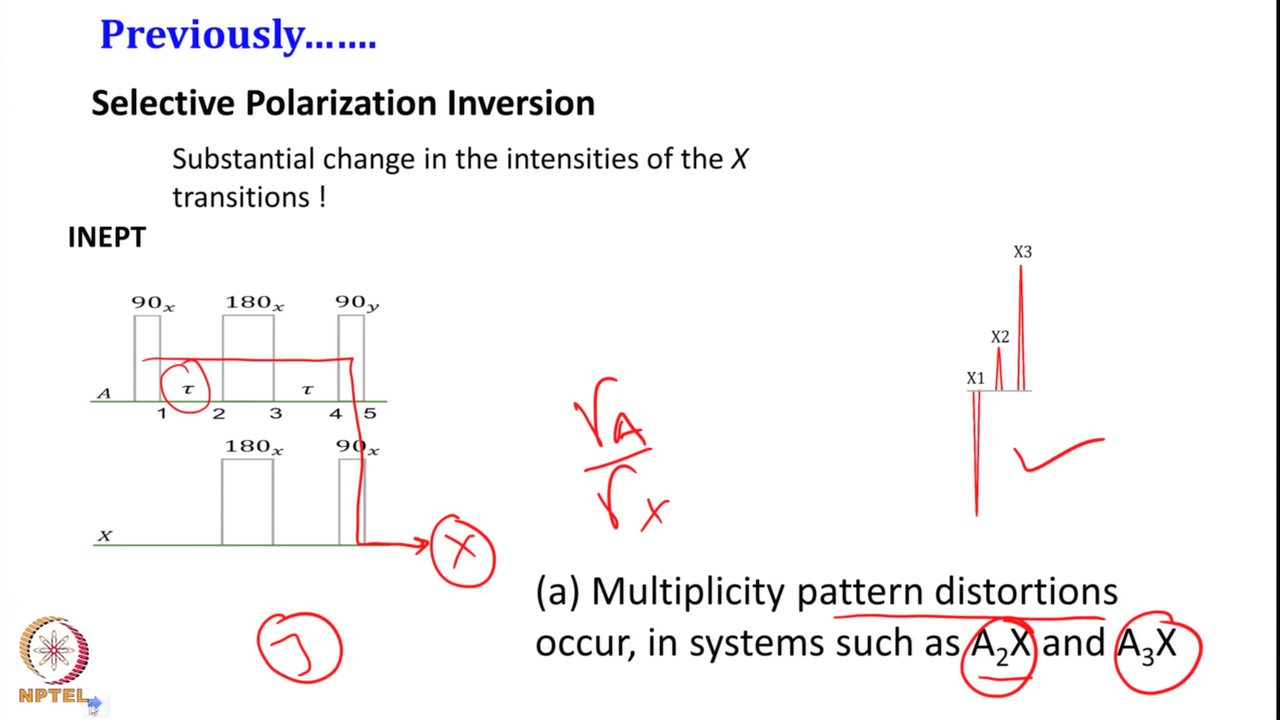 Previously.......
Selective Polarization Inversion
Substantial change in the intensities of the X
transitions !
INEPT
90x 180x 90y
A τ τ
1 2 3 4 5
180x 90x
X
X
γA
γX
J
X3
X2
X1
(a) Multiplicity pattern distortions
occur, in systems such as A₂X and A₃X
NPTEL